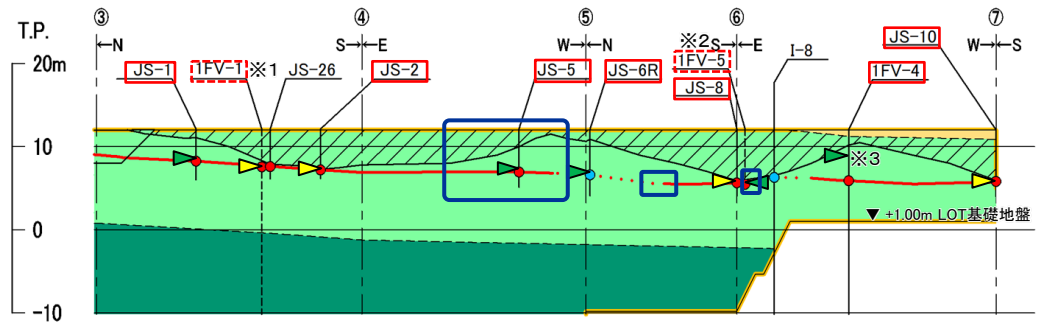 ③ ④ ⑤ ⑥ ⑦
T.P.
←N S→←E W→←N ※2 S→←E W→←S
20m
JS-1 1FV-1 ※1 JS-26 JS-2 JS-5 JS-6R 1FV-5 I-8 1FV-4 JS-10
JS-8
10
※3
▼ +1.00m LOT基礎地盤
0
-10